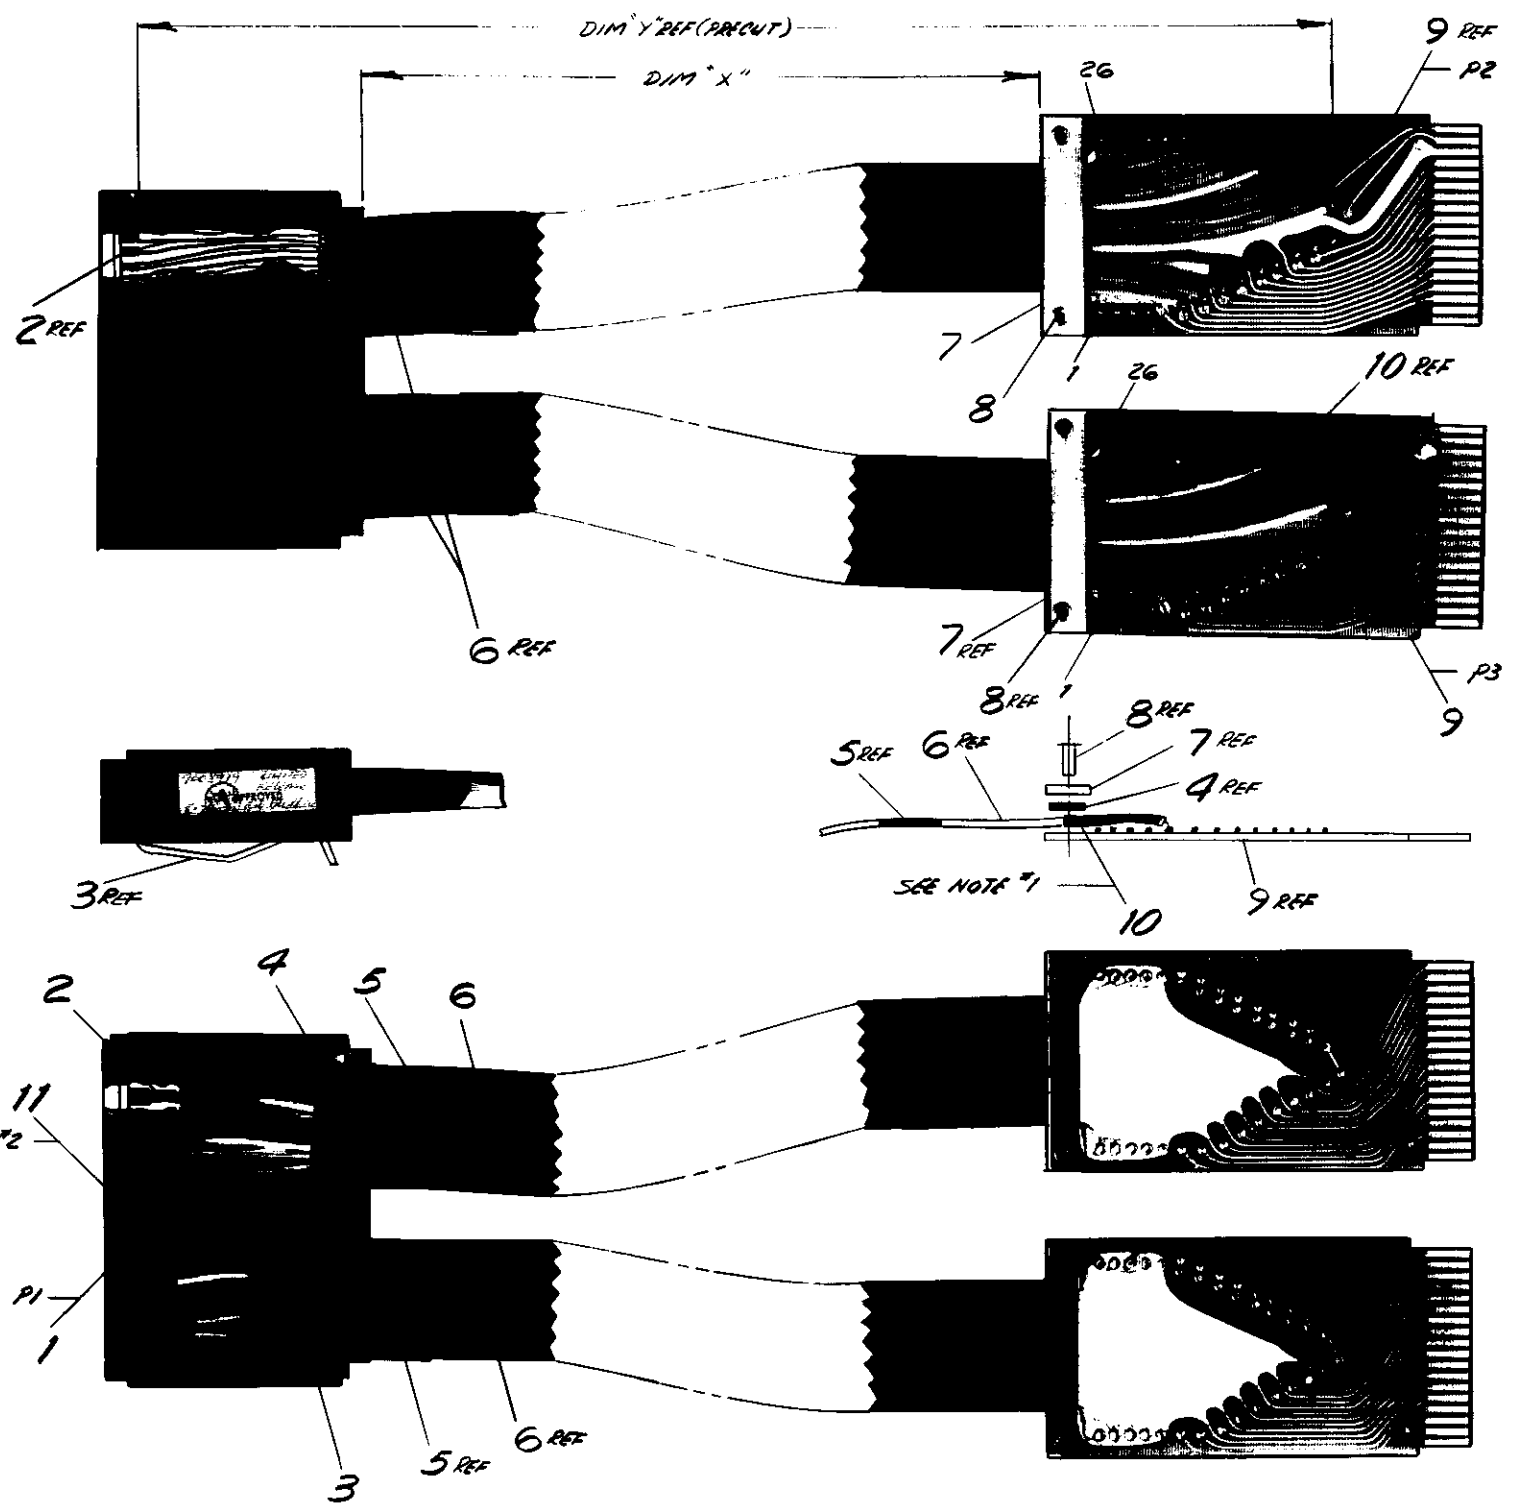 DIM "Y" REF (PRECUT)
DIM "X"
9 REF
P2
26
2 REF
7
8
1
26
10 REF
6 REF
7 REF
8 REF
1
P3
9
8 REF
7 REF
4 REF
5 REF
6 REF
3 REF
SEE NOTE #1
10
9 REF
APPROVED
2
4
5
6
11
#2
P1
1
3
5 REF
6 REF